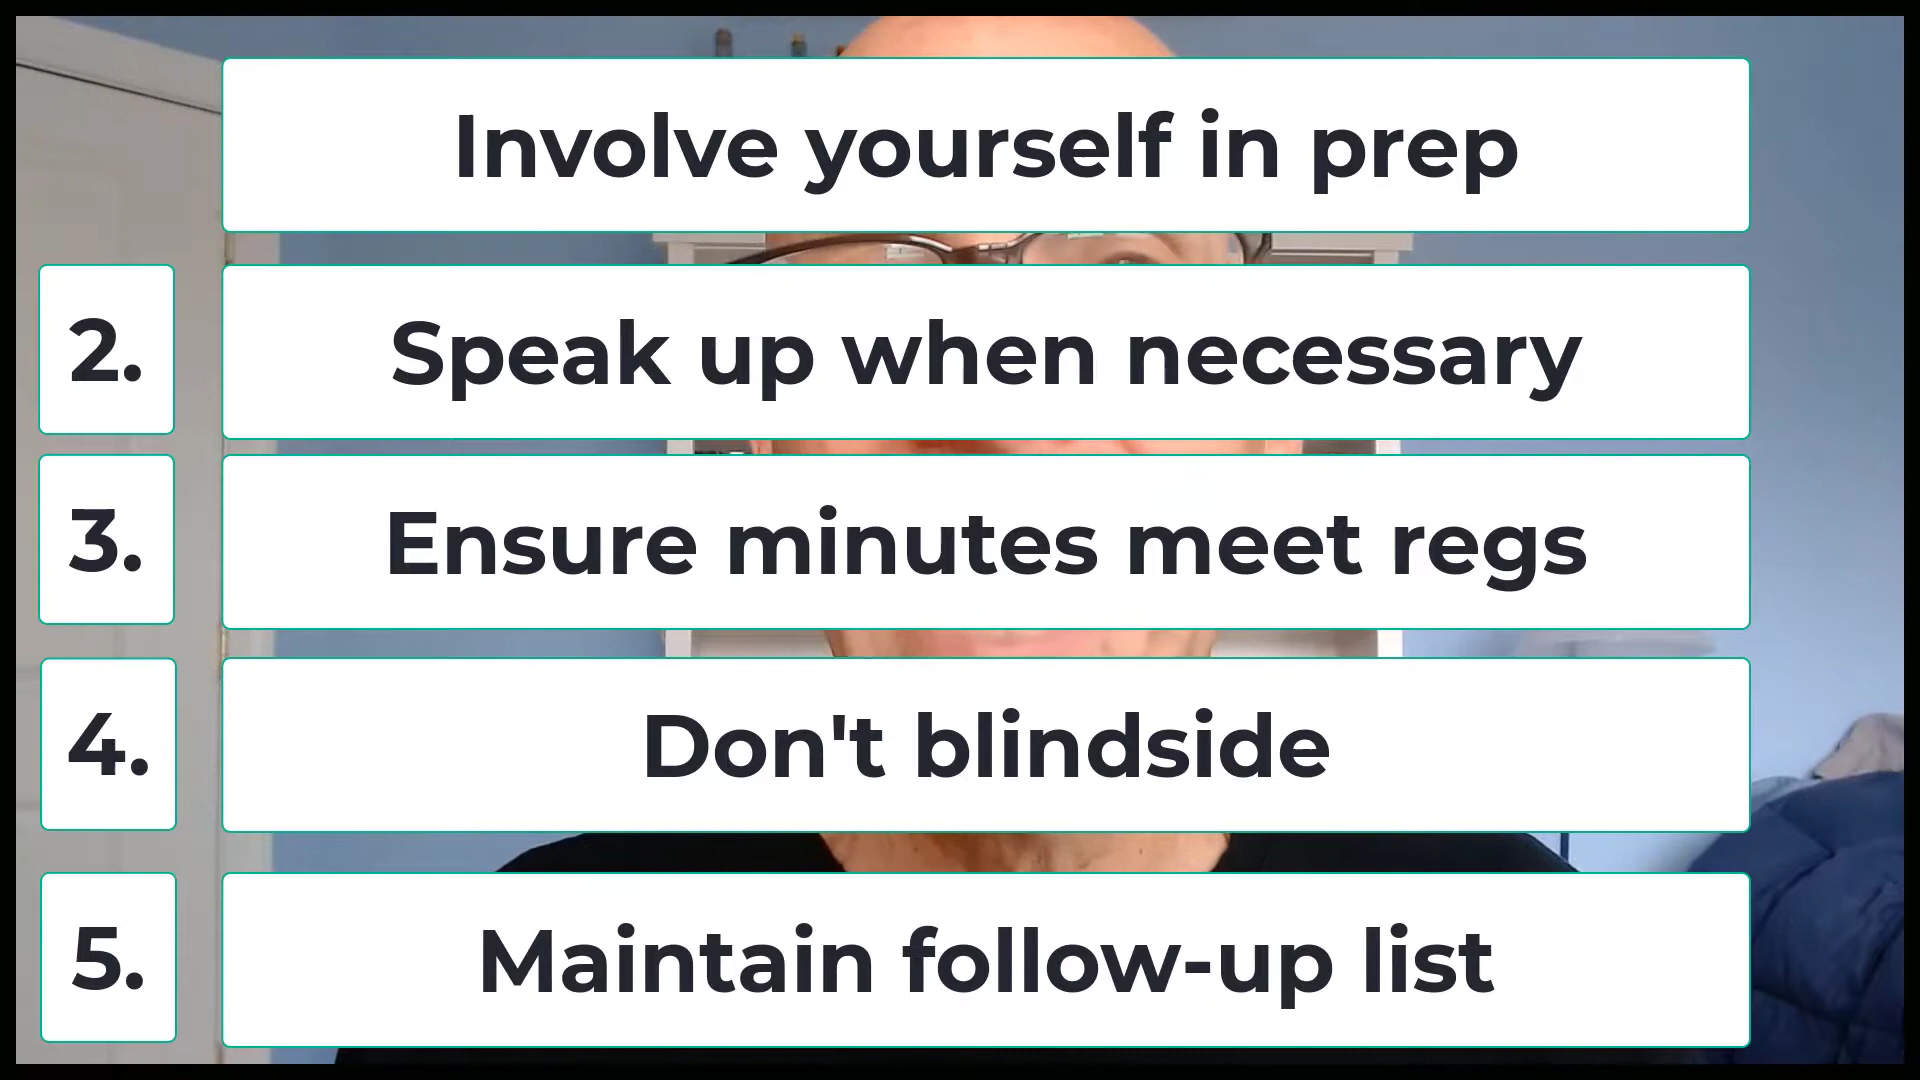 Involve yourself in prep
2. Speak up when necessary
3. Ensure minutes meet regs
4. Don't blindside
5. Maintain follow-up list